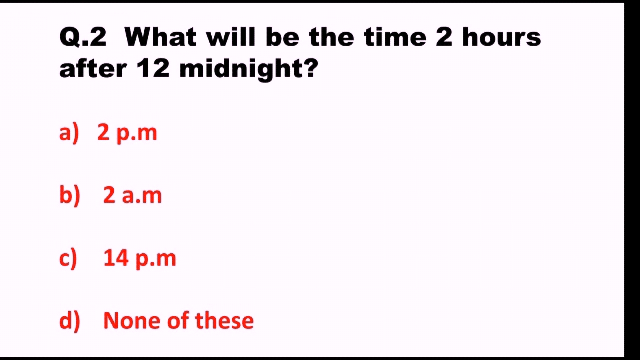 Q.2 What will be the time 2 hours
after 12 midnight?
a) 2 p.m
b) 2 a.m
c) 14 p.m
d) None of these